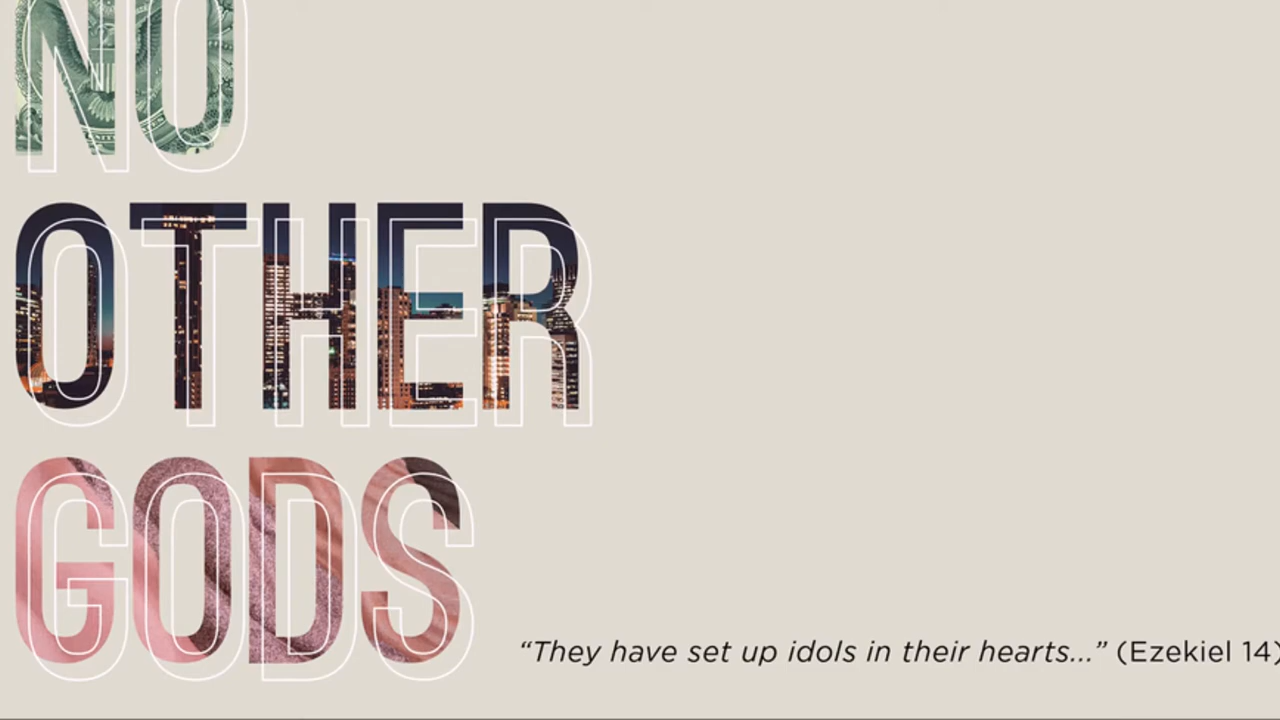 NO
OTHER
GODS
“They have set up idols in their hearts...” (Ezekiel 14)